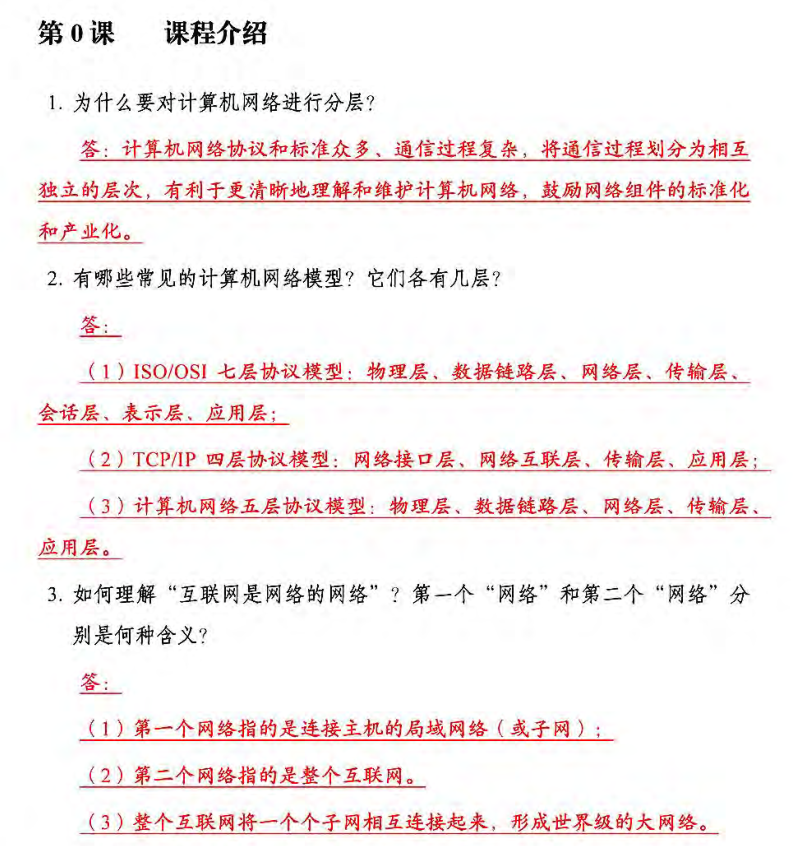 第 0 课 课程介绍
1. 为什么要对计算机网络进行分层?
答：计算机网络协议和标准众多、通信过程复杂，将通信过程划分为相互
独立的层次，有利于更清晰地理解和维护计算机网络，鼓励网络组件的标准化
和产业化。
2. 有哪些常见的计算机网络模型? 它们各有几层?
答：
（1）ISO/OSI 七层协议模型：物理层、数据链路层、网络层、传输层、
会话层、表示层、应用层；
（2）TCP/IP 四层协议模型：网络接口层、网络互联层、传输层、应用层；
（3）计算机网络五层协议模型：物理层、数据链路层、网络层、传输层、
应用层。
3. 如何理解“互联网是网络的网络”? 第一个“网络”和第二个“网络”分
别是何种含义?
答：
（1）第一个网络指的是连接主机的局域网络（或子网）；
（2）第二个网络指的是整个互联网。
（3）整个互联网将一个个子网相互连接起来，形成世界级的大网络。